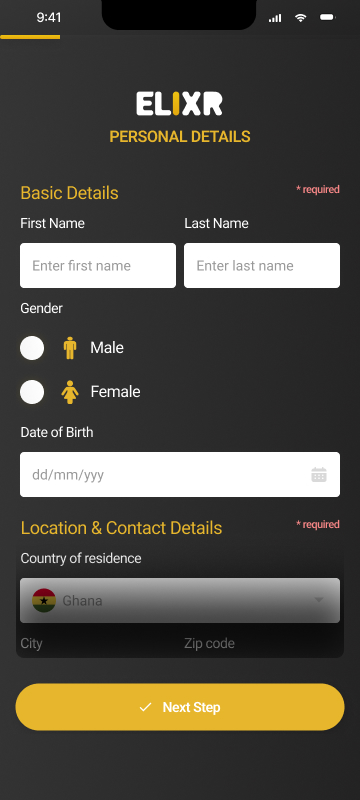 9:41
ELIXR
PERSONAL DETAILS
Basic Details * required
First Name Last Name
Enter first name Enter last name
Gender
Male
Female
Date of Birth
dd/mm/yyy
Location & Contact Details * required
Country of residence
Ghana
City Zip code
Next Step